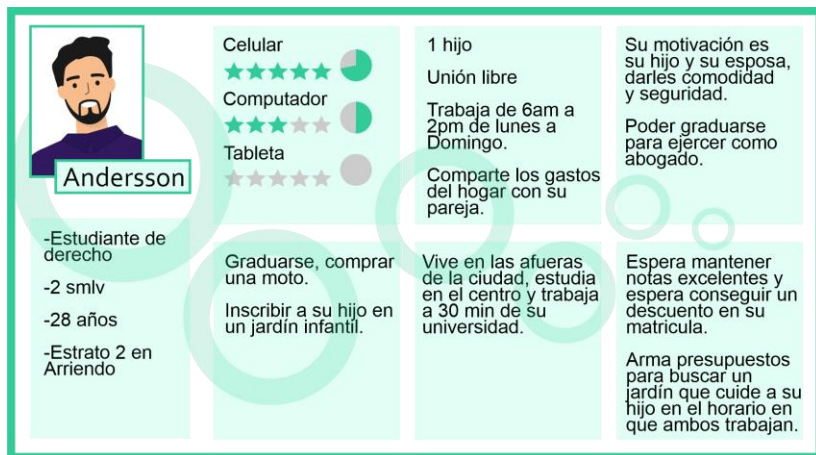 Andersson
-Estudiante de
derecho
-2 smlv
-28 años
-Estrato 2 en
Arriendo
Celular
Computador
Tableta
1 hijo
Unión libre
Trabaja de 6am a
2pm de lunes a
Domingo.
Comparte los gastos
del hogar con su
pareja.
Su motivación es
su hijo y su esposa,
darles comodidad
y seguridad.
Poder graduarse
para ejercer como
abogado.
Graduarse, comprar
una moto.
Inscribir a su hijo en
un jardín infantil.
Vive en las afueras
de la ciudad, estudia
en el centro y trabaja
a 30 min de su
universidad.
Espera mantener
notas excelentes y
espera conseguir un
descuento en su
matricula.
Arma presupuestos
para buscar un
jardín que cuide a su
hijo en el horario en
que ambos trabajan.